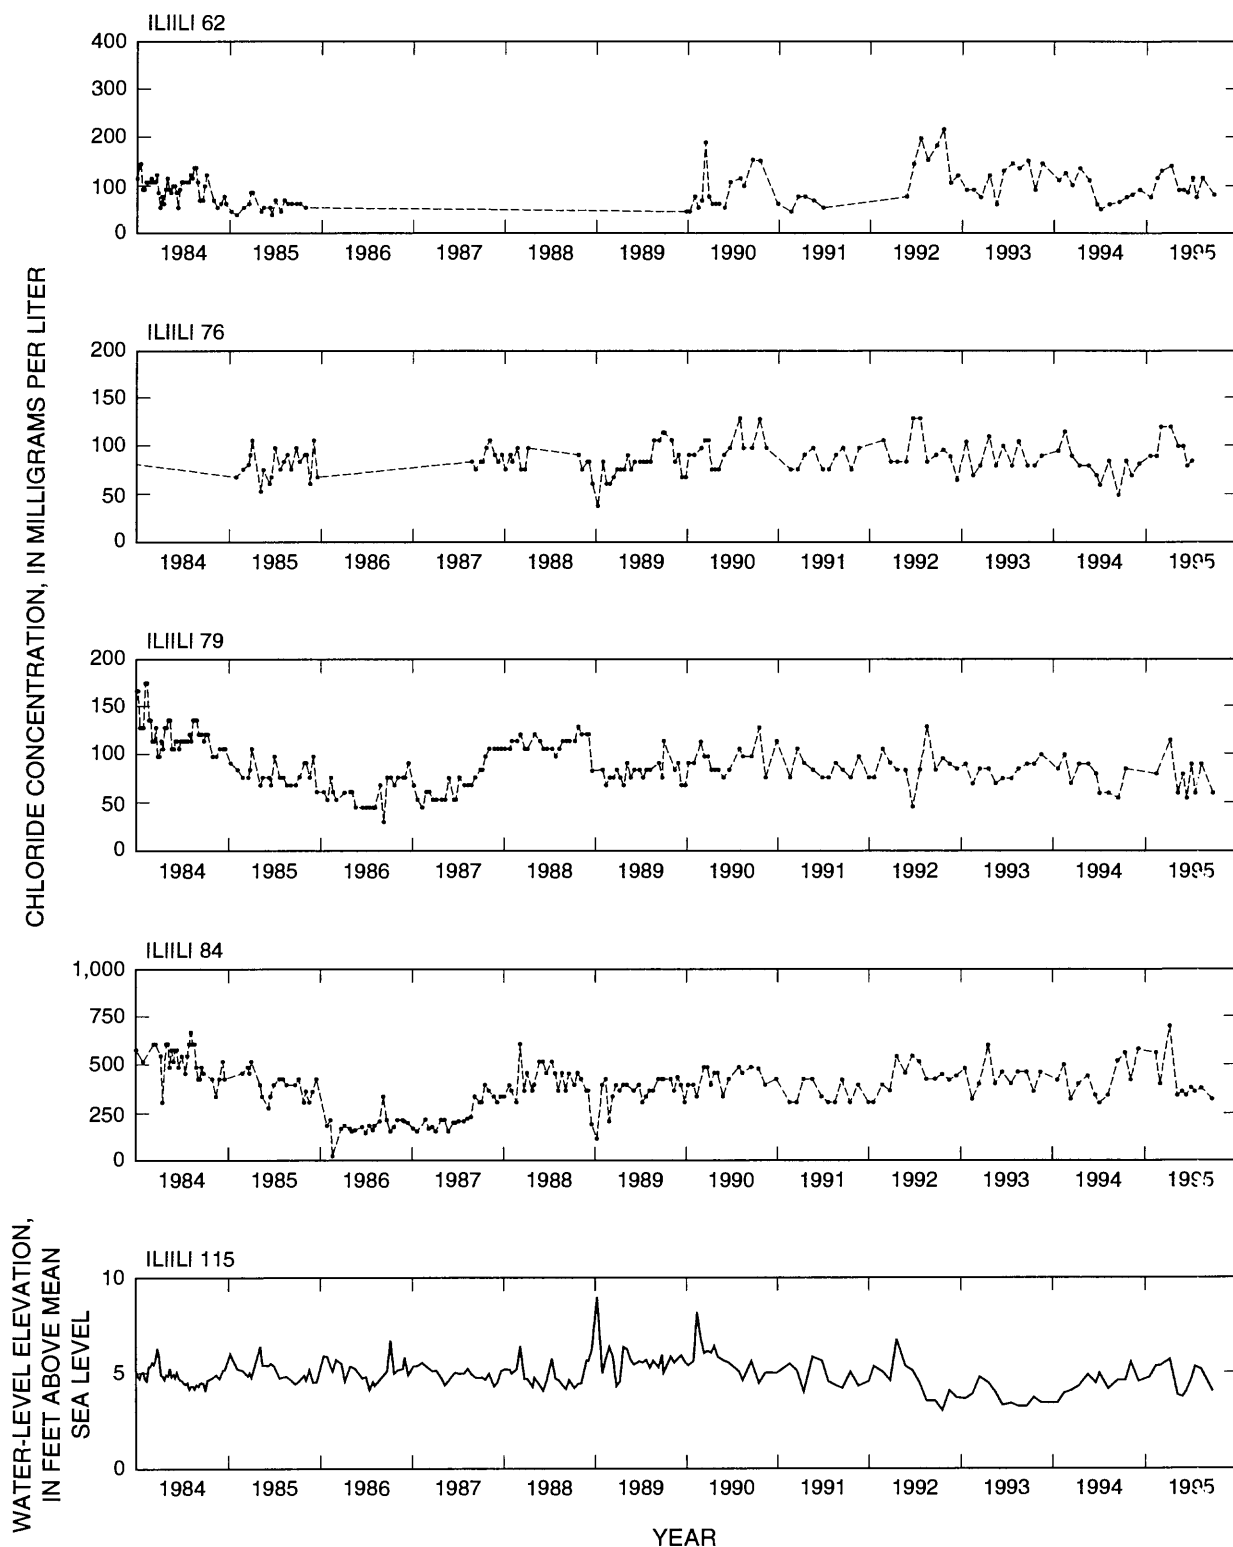 ILIILI 62
400
300
200
100
0
1984 1985 1986 1987 1988 1989 1990 1991 1992 1993 1994 1995
ILIILI 76
200
150
100
50
0
1984 1985 1986 1987 1988 1989 1990 1991 1992 1993 1994 1995
CHLORIDE CONCENTRATION, IN MILLIGRAMS PER LITER
ILIILI 79
200
150
100
50
0
1984 1985 1986 1987 1988 1989 1990 1991 1992 1993 1994 1995
ILIILI 84
1,000
750
500
250
0
1984 1985 1986 1987 1988 1989 1990 1991 1992 1993 1994 1995
WATER-LEVEL ELEVATION,
IN FEET ABOVE MEAN
SEA LEVEL
ILIILI 115
10
5
0
1984 1985 1986 1987 1988 1989 1990 1991 1992 1993 1994 1995
YEAR